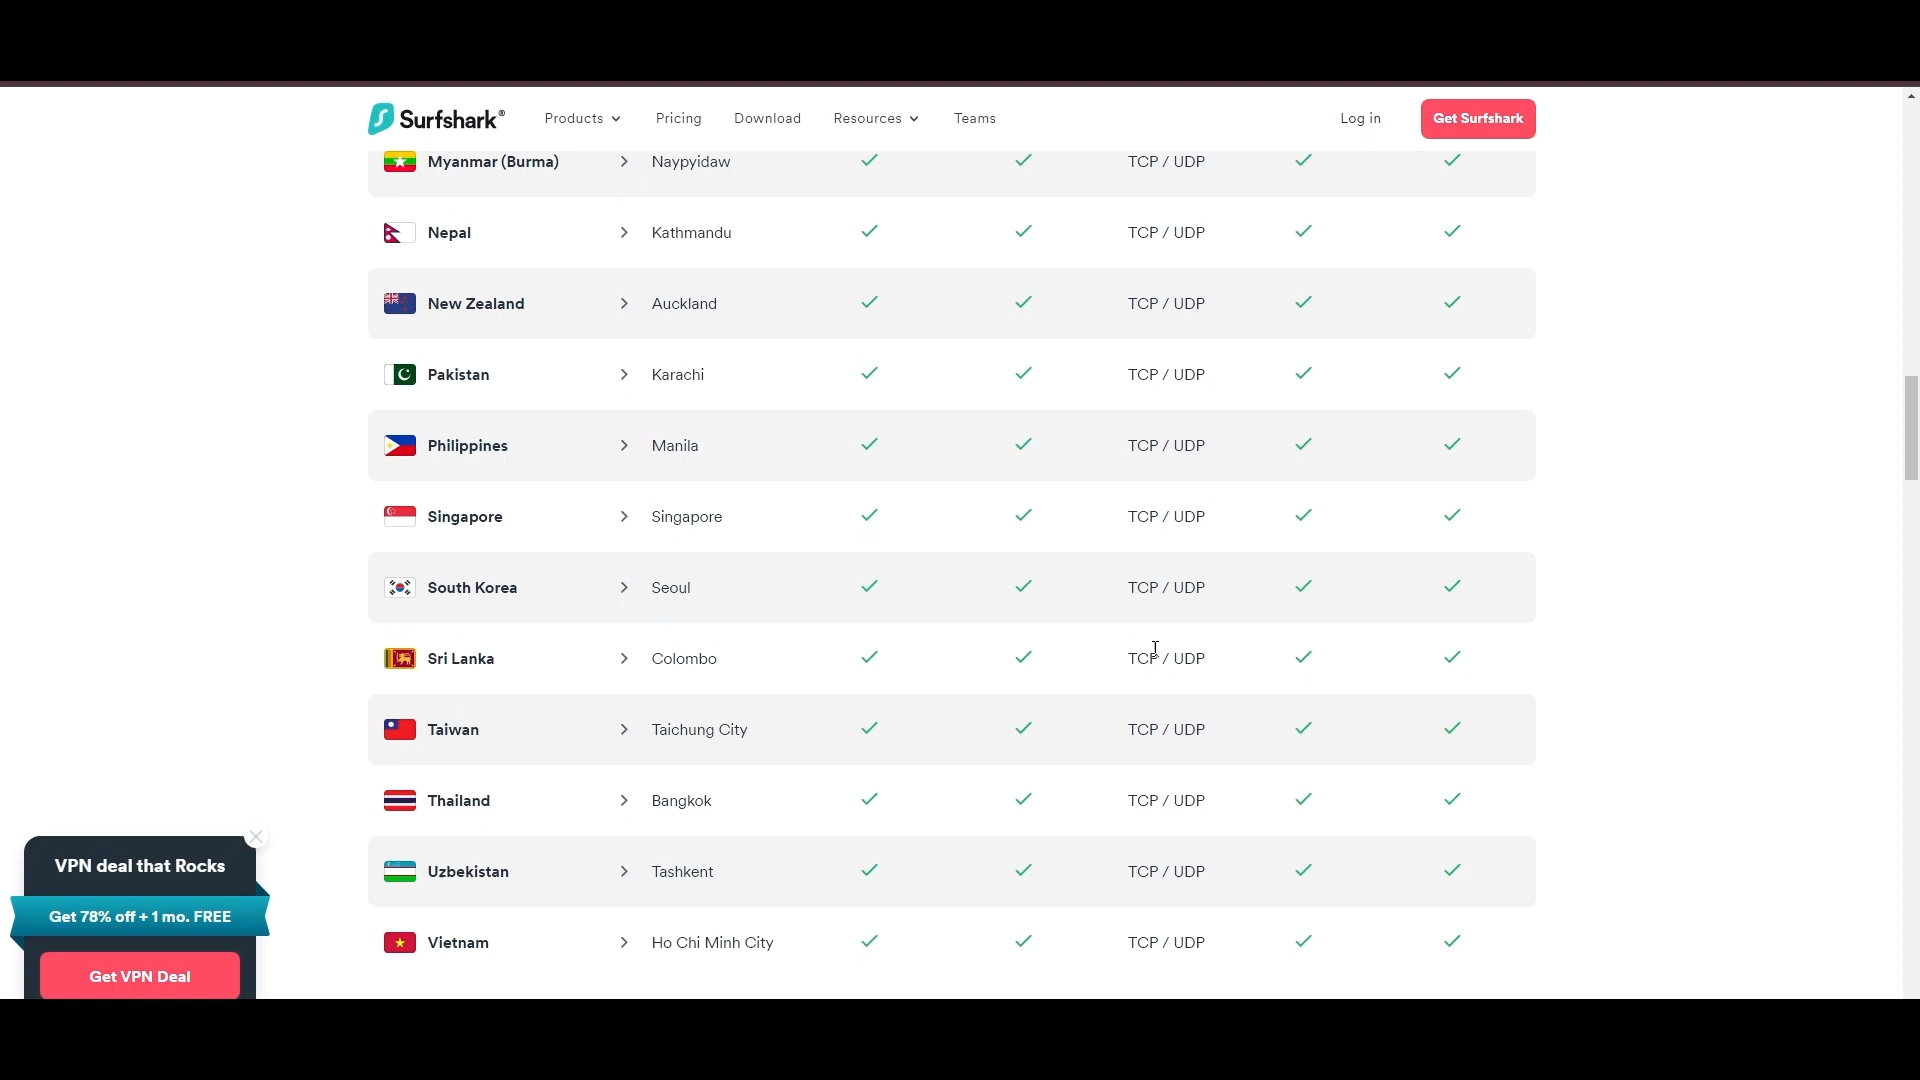 Surfshark®
Products
Pricing
Download
Resources
Teams
Log in
Get Surfshark
Myanmar (Burma) Naypyidaw TCP / UDP
Nepal Kathmandu TCP / UDP
New Zealand Auckland TCP / UDP
Pakistan Karachi TCP / UDP
Philippines Manila TCP / UDP
Singapore Singapore TCP / UDP
South Korea Seoul TCP / UDP
Sri Lanka Colombo TCP / UDP
Taiwan Taichung City TCP / UDP
Thailand Bangkok TCP / UDP
Uzbekistan Tashkent TCP / UDP
Vietnam Ho Chi Minh City TCP / UDP
VPN deal that Rocks
Get 78% off + 1 mo. FREE
Get VPN Deal